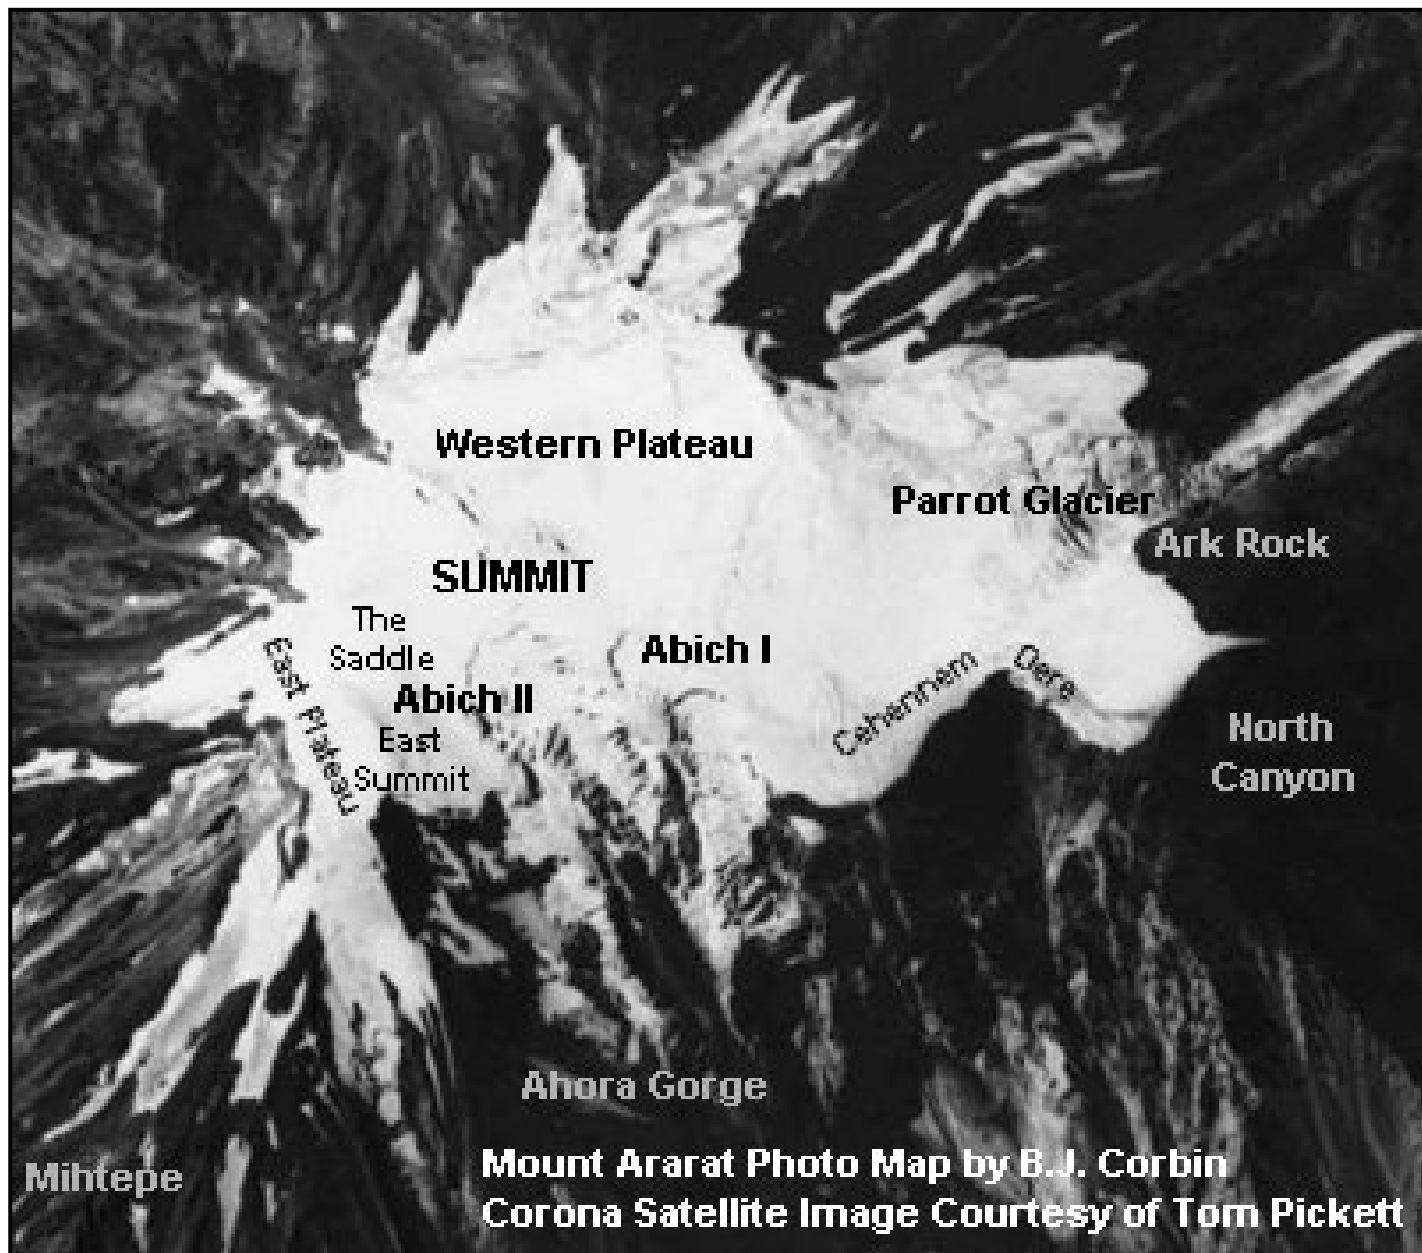 Western Plateau
Parrot Glacier
Ark Rock
SUMMIT
The
Saddle
Abich I
East Plateau
Abich II
Cehennem
Dere
East
Summit
North
Canyon
Ahora Gorge
Mihtepe
Mount Ararat Photo Map by B.J. Corbin
Corona Satellite Image Courtesy of Tom Pickett